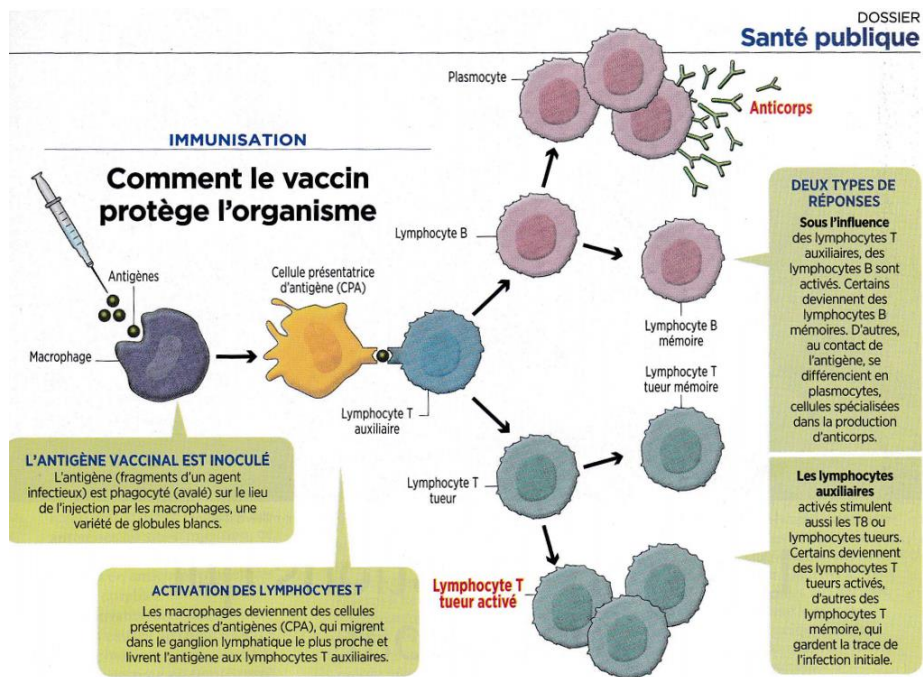 DOSSIER
Santé publique
IMMUNISATION
Comment le vaccin
protège l'organisme
Antigènes
Macrophage
Cellule présentatrice
d'antigène (CPA)
Lymphocyte T
auxiliaire
Plasmocyte
Anticorps
Lymphocyte B
Lymphocyte B
mémoire
Lymphocyte T
tueur mémoire
Lymphocyte T
tueur
Lymphocyte T
tueur activé
L'ANTIGÈNE VACCINAL EST INOCULÉ
L'antigène (fragments d'un agent
infectieux) est phagocyté (avalé) sur le lieu
de l'injection par les macrophages, une
variété de globules blancs.
ACTIVATION DES LYMPHOCYTES T
Les macrophages deviennent des cellules
présentatrices d'antigènes (CPA), qui migrent
dans le ganglion lymphatique le plus proche et
livrent l'antigène aux lymphocytes T auxiliaires.
DEUX TYPES DE
RÉPONSES
Sous l'influence
des lymphocytes T
auxiliaires, des
lymphocytes B sont
activés. Certains
deviennent des
lymphocytes B
mémoires. D'autres,
au contact de
l'antigène, se
différencient en
plasmocytes,
cellules spécialisées
dans la production
d'anticorps.
Les lymphocytes
auxiliaires
activés stimulent
aussi les T8 ou
lymphocytes tueurs.
Certains deviennent
des lymphocytes T
tueurs activés,
d'autres des
lymphocytes T
mémoire, qui
gardent la trace de
l'infection initiale.